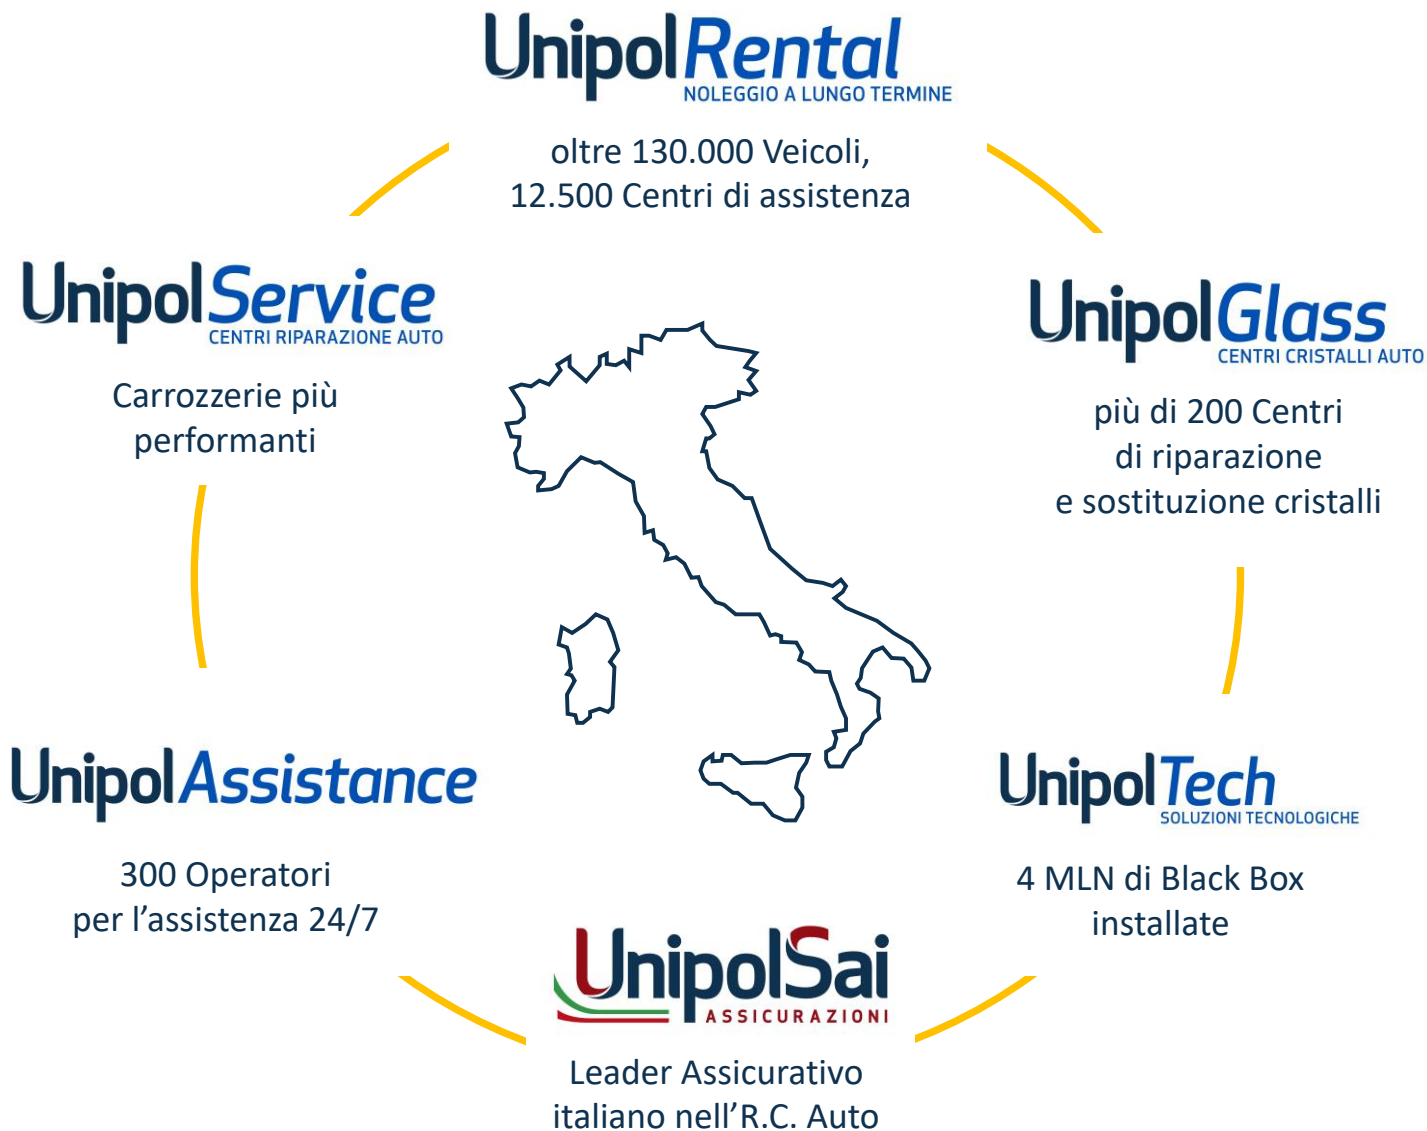 UnipolRental
NOLEGGIO A LUNGO TERMINE
oltre 130.000 Veicoli,
12.500 Centri di assistenza
UnipolService
CENTRI RIPARAZIONE AUTO
Carrozzerie più
performanti
UnipolGlass
CENTRI CRISTALLI AUTO
più di 200 Centri
di riparazione
e sostituzione cristalli
UnipolAssistance
300 Operatori
per l’assistenza 24/7
UnipolTech
SOLUZIONI TECNOLOGICHE
4 MLN di Black Box
installate
UnipolSai
ASSICURAZIONI
Leader Assicurativo
italiano nell’R.C. Auto